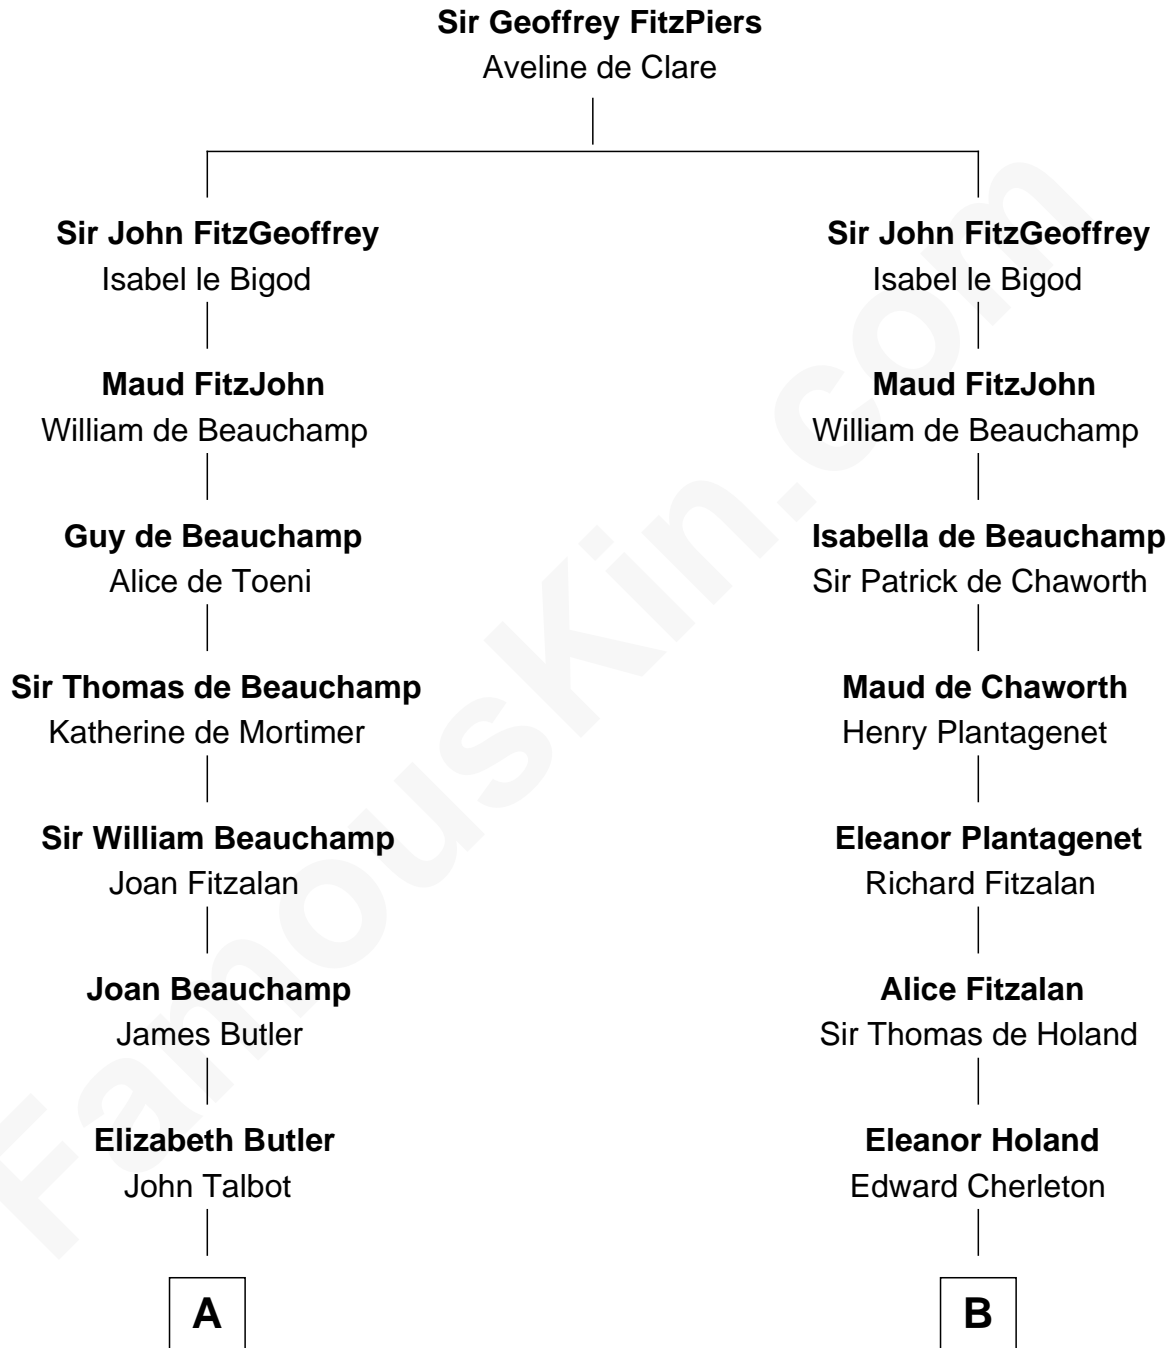 Sir Geoffrey FitzPiers
Aveline de Clare
Sir John FitzGeoffrey
Isabel le Bigod
Maud FitzJohn
William de Beauchamp
Guy de Beauchamp
Alice de Toeni
Sir Thomas de Beauchamp
Katherine de Mortimer
Sir William Beauchamp
Joan Fitzalan
Joan Beauchamp
James Butler
Elizabeth Butler
John Talbot
A
Sir John FitzGeoffrey
Isabel le Bigod
Maud FitzJohn
William de Beauchamp
Isabella de Beauchamp
Sir Patrick de Chaworth
Maud de Chaworth
Henry Plantagenet
Eleanor Plantagenet
Richard Fitzalan
Alice Fitzalan
Sir Thomas de Holand
Eleanor Holand
Edward Cherleton
B
FamousKin.com